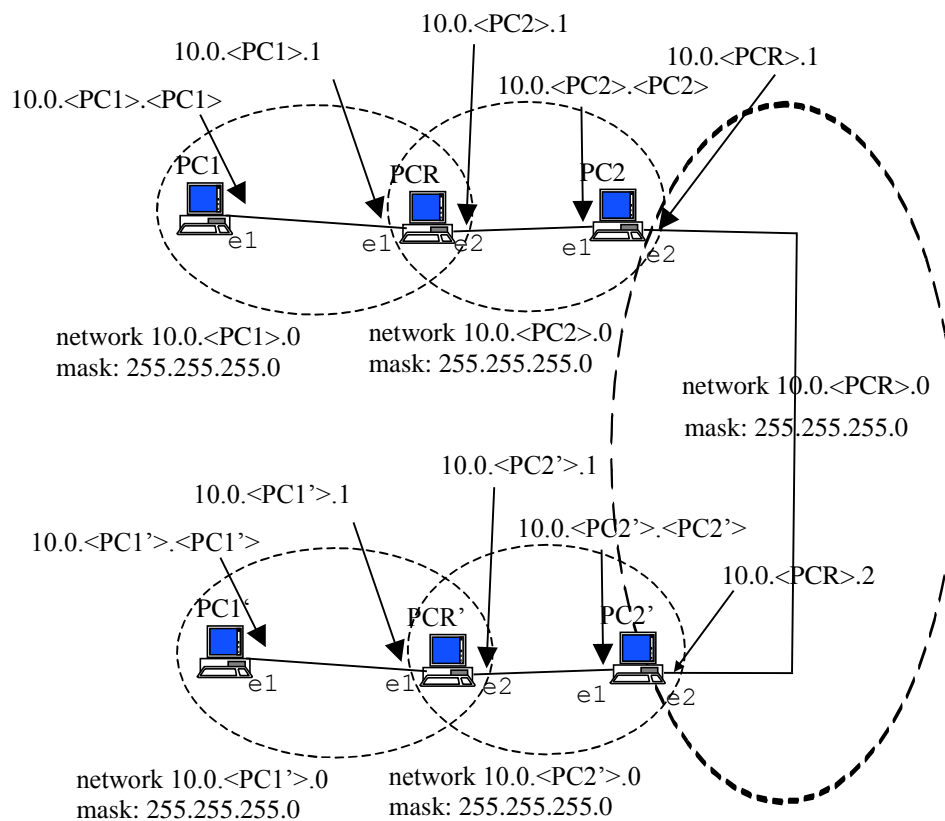 10.0.<PC2>.1
10.0.<PC1>.1
10.0.<PCR>.1
10.0.<PC1>.<PC1>
10.0.<PC2>.<PC2>
PC1
PCR
PC2
e1
e1
e2
e1
e2
network 10.0.<PC1>.0
mask: 255.255.255.0
network 10.0.<PC2>.0
mask: 255.255.255.0
network 10.0.<PCR>.0
mask: 255.255.255.0
10.0.<PC2’>.1
10.0.<PC1’>.1
10.0.<PC2’>.<PC2’>
10.0.<PC1’>.<PC1’>
10.0.<PCR>.2
PC1‘
PCR’
PC2’
e1
e1
e2
e1
e2
network 10.0.<PC1’>.0
mask: 255.255.255.0
network 10.0.<PC2’>.0
mask: 255.255.255.0